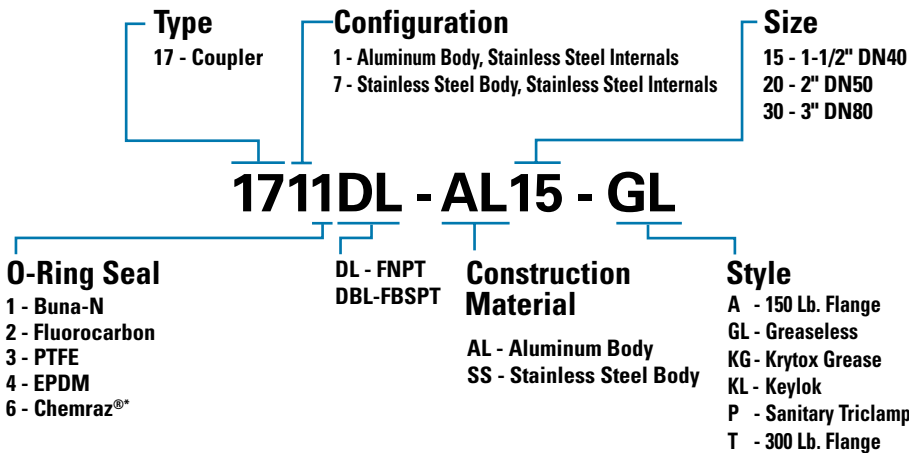 Type
17 - Coupler
Configuration
1 - Aluminum Body, Stainless Steel Internals
7 - Stainless Steel Body, Stainless Steel Internals
Size
15 - 1-1/2" DN40
20 - 2" DN50
30 - 3" DN80
1711DL - AL15 - GL
O-Ring Seal
1 - Buna-N
2 - Fluorocarbon
3 - PTFE
4 - EPDM
6 - Chemraz®*
DL - FNPT
DBL-FBSPT
Construction
Material
AL - Aluminum Body
SS - Stainless Steel Body
Style
A - 150 Lb. Flange
GL - Greaseless
KG - Krytox Grease
KL - Keylok
P - Sanitary Triclamp
T - 300 Lb. Flange